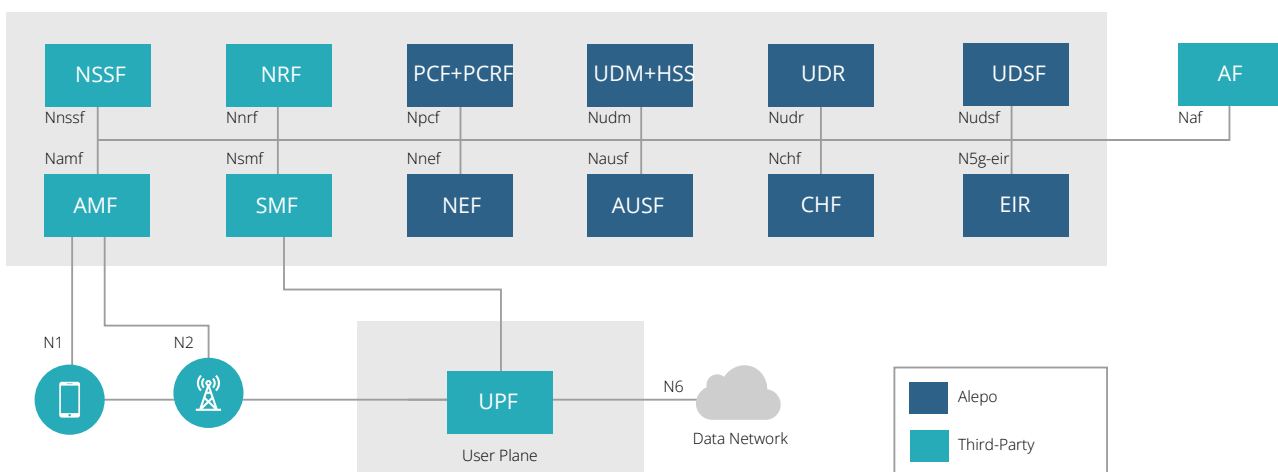 NSSF
NRF
PCF+PCRF
UDM+HSS
UDR
UDSF
AF
Nnssf
Nnrf
Npcf
Nudm
Nudr
Nudsf
Naf
Namf
Nsmf
Nnef
Nausf
Nchf
N5g-eir
AMF
SMF
NEF
AUSF
CHF
EIR
N1
N2
UPF
N6
Data Network
User Plane
Alepo
Third-Party